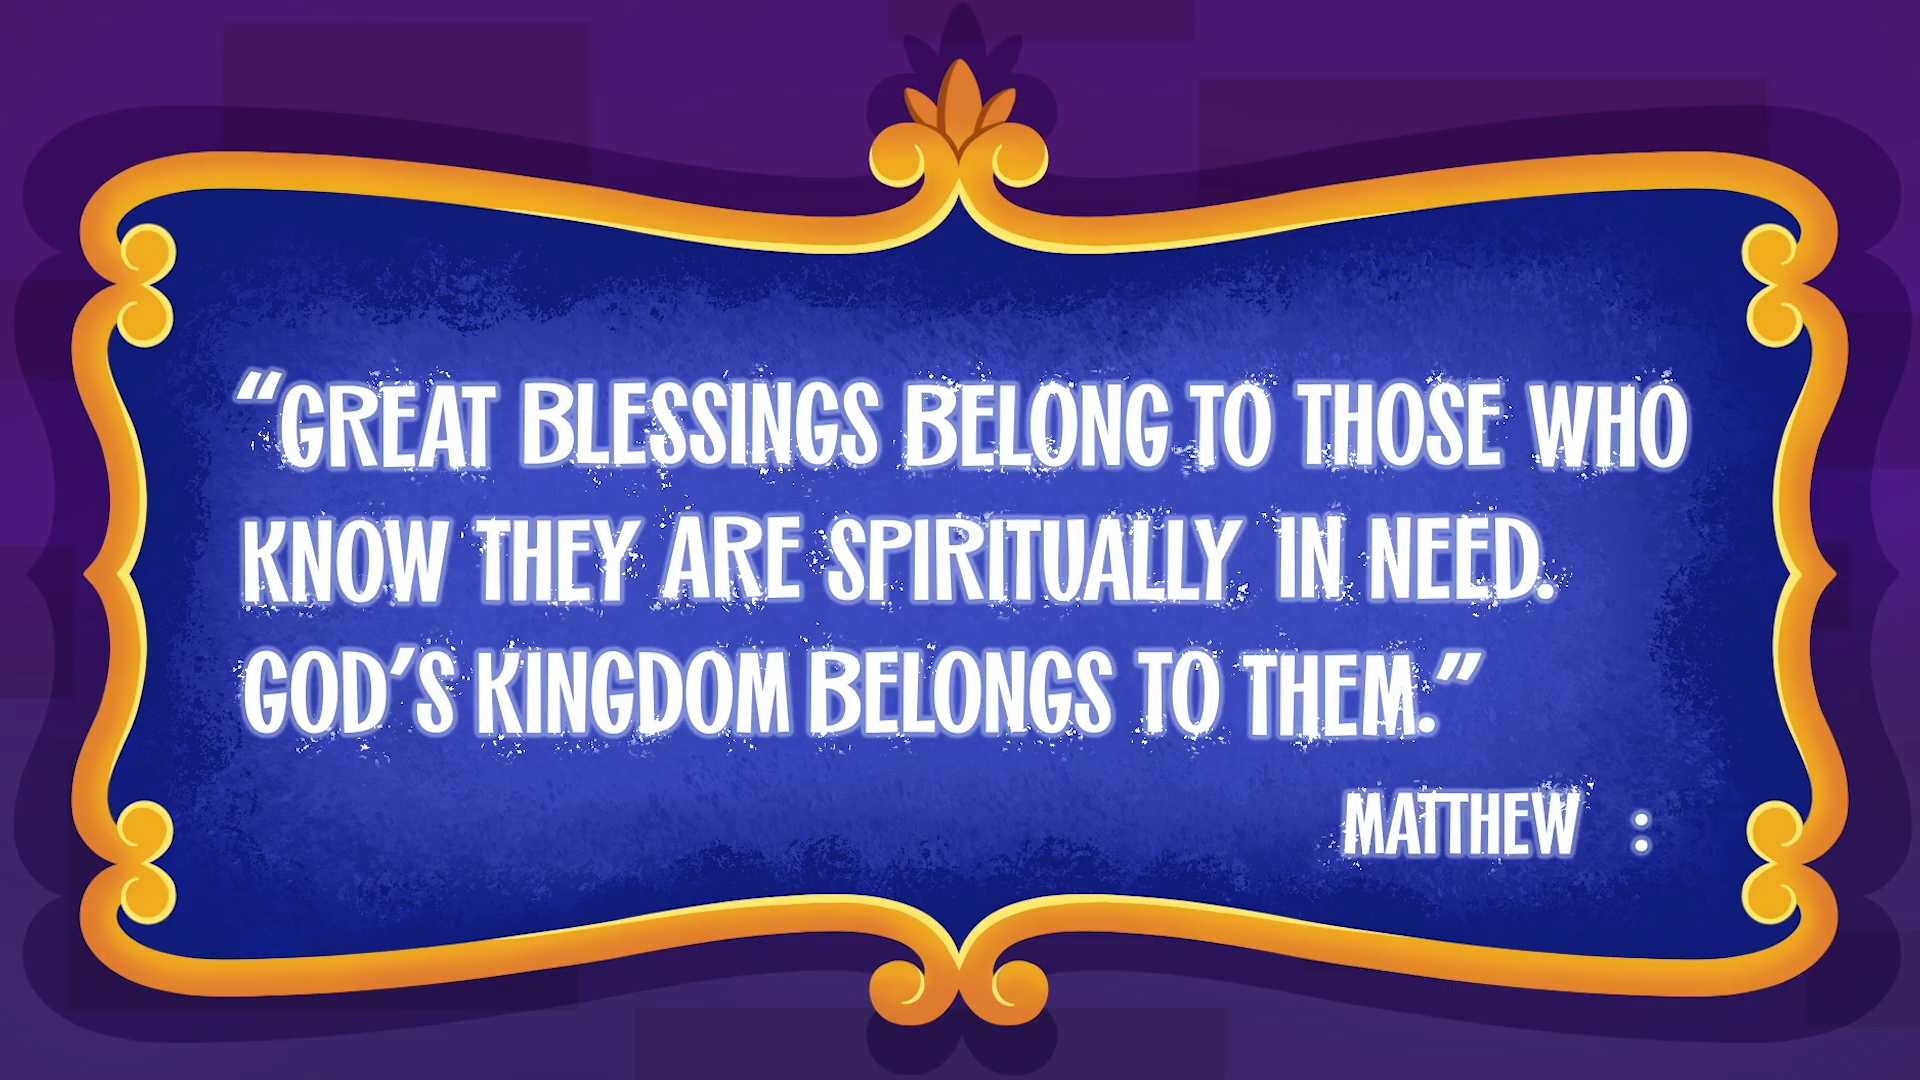 “GREAT BLESSINGS BELONG TO THOSE WHO
KNOW THEY ARE SPIRITUALLY IN NEED.
GOD’S KINGDOM BELONGS TO THEM.”
MATTHEW :